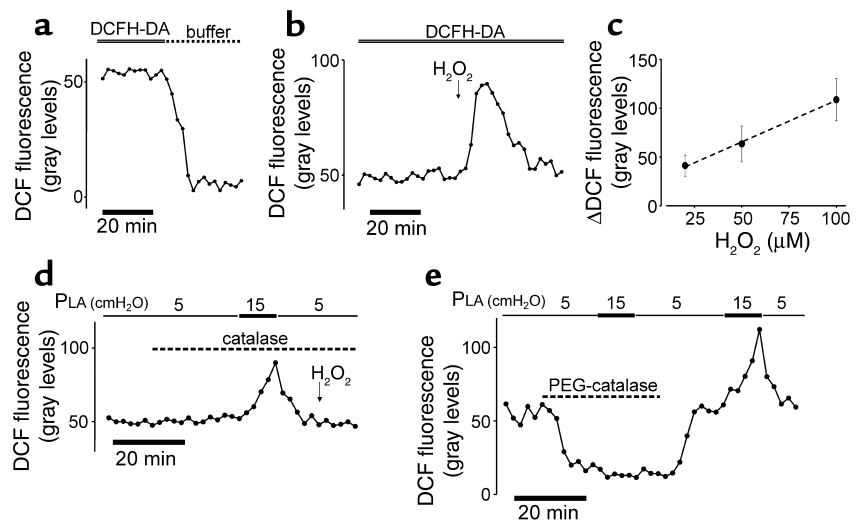 a
DCFH-DA buffer
DCF fluorescence
(gray levels)
50
0
20 min
b
DCFH-DA
H₂O₂
DCF fluorescence
(gray levels)
100
50
20 min
c
ΔDCF fluorescence
(gray levels)
150
100
50
0
25 50 75 100
H₂O₂ (μM)
d
PLA (cmH₂O) 5 15 5
catalase
H₂O₂
DCF fluorescence
(gray levels)
100
50
20 min
e
PLA (cmH₂O) 5 15 5 15 5
PEG-catalase
DCF fluorescence
(gray levels)
100
50
0
20 min